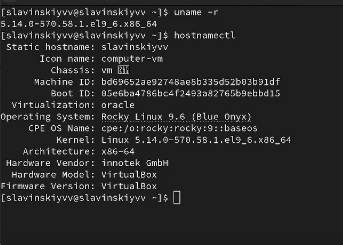 [slavinskiyvv@slavinskiyvv ~]$ uname -r
5.14.0-570.58.1.el9_6.x86_64
[slavinskiyvv@slavinskiyvv ~]$ hostnamectl
Static hostname: slavinskiyvv
Icon name: computer-vm
Chassis: vm
Machine ID: bd69652ae92748ae8b335d52b03b91df
Boot ID: 05e6ba4786bc4f2493a82765b9ebbd15
Virtualization: oracle
Operating System: Rocky Linux 9.6 (Blue Onyx)
CPE OS Name: cpe:/o:rocky:rocky:9::baseos
Kernel: Linux 5.14.0-570.58.1.el9_6.x86_64
Architecture: x86-64
Hardware Vendor: innotek GmbH
Hardware Model: VirtualBox
Firmware Version: VirtualBox
[slavinskiyvv@slavinskiyvv ~]$